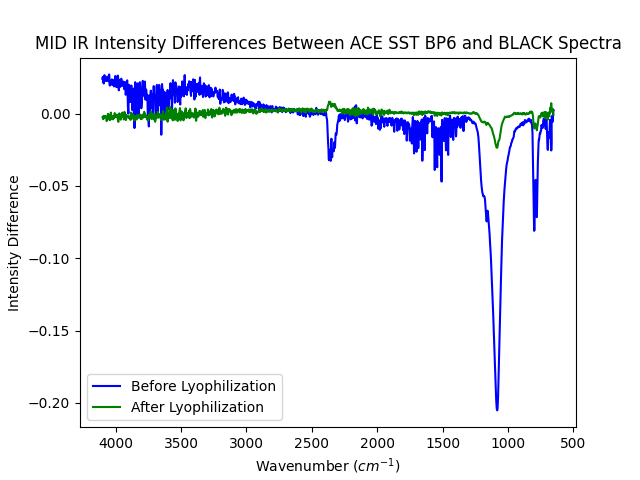 MID IR Intensity Differences Between ACE SST BP6 and BLACK Spectra
Intensity Difference
0.00
−0.05
−0.10
−0.15
−0.20
Before Lyophilization
After Lyophilization
4000 3500 3000 2500 2000 1500 1000 500
Wavenumber (cm⁻¹)